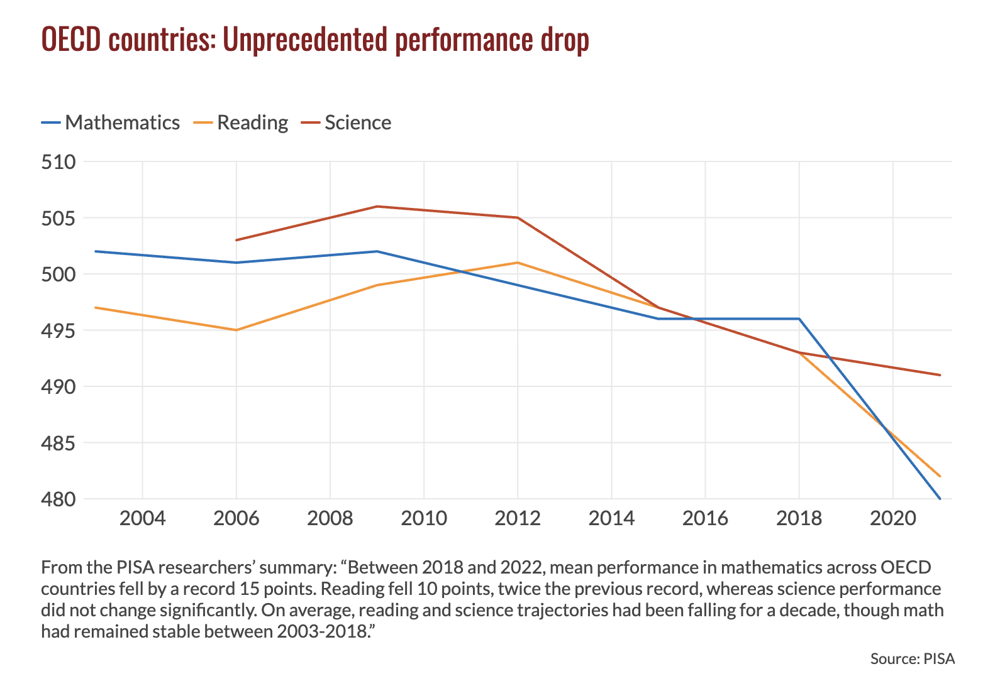 OECD countries: Unprecedented performance drop
Mathematics Reading Science
510
505
500
495
490
485
480
2004 2006 2008 2010 2012 2014 2016 2018 2020
From the PISA researchers’ summary: “Between 2018 and 2022, mean performance in mathematics across OECD
countries fell by a record 15 points. Reading fell 10 points, twice the previous record, whereas science performance
did not change significantly. On average, reading and science trajectories had been falling for a decade, though math
had remained stable between 2003-2018.”
Source: PISA